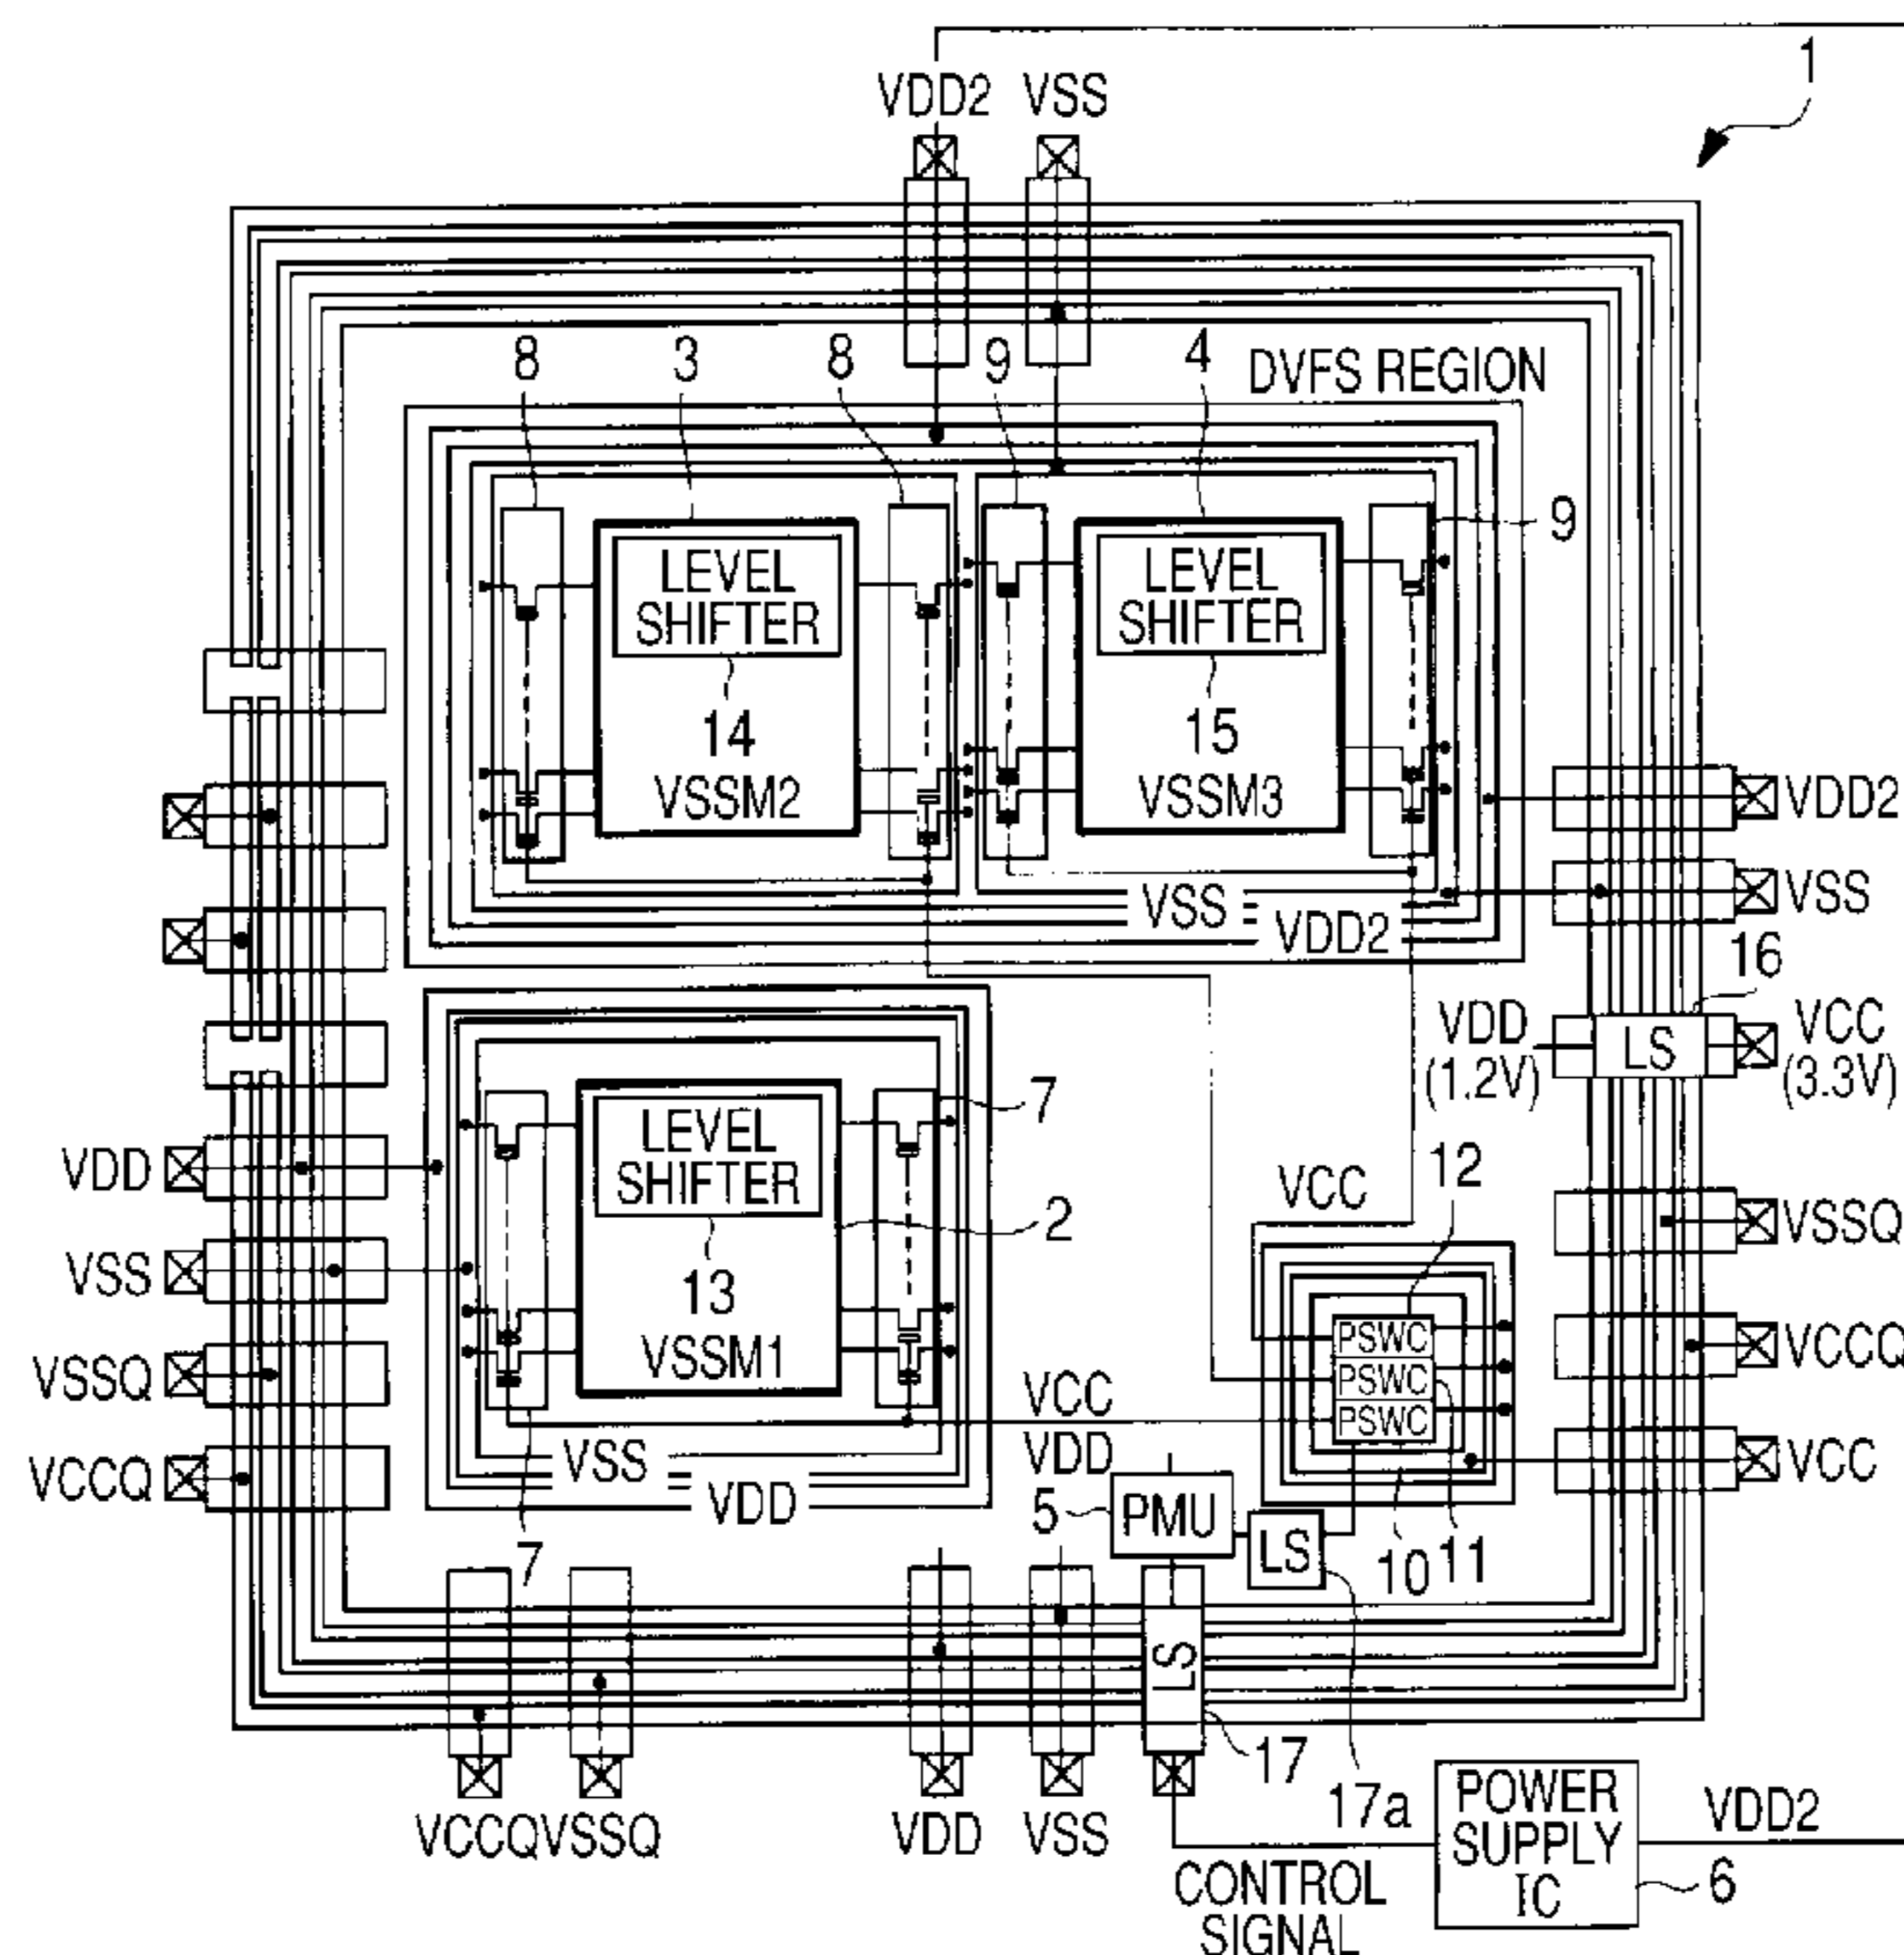 1
VDD2 VSS
8 3 8 9 4 DVFS REGION
9
LEVEL
SHIFTER
14
VSSM2
LEVEL
SHIFTER
15
VSSM3
VDD2
VSS
VSS
VDD2
16
VDD
(1.2V)
LS
VCC
(3.3V)
7
LEVEL
SHIFTER
2
13
VSSM1
VDD
VSS
VSSQ
VCCQ
VCC
12
PSWC
PSWC
PSWC
VSSQ
VCCQ
VCC
VCC
VDD
VSS
VDD
5
PMU
LS
10
11
7
LS
17
17a
VCCQ VSSQ
VDD VSS
CONTROL
SIGNAL
POWER
SUPPLY
IC
VDD2
6